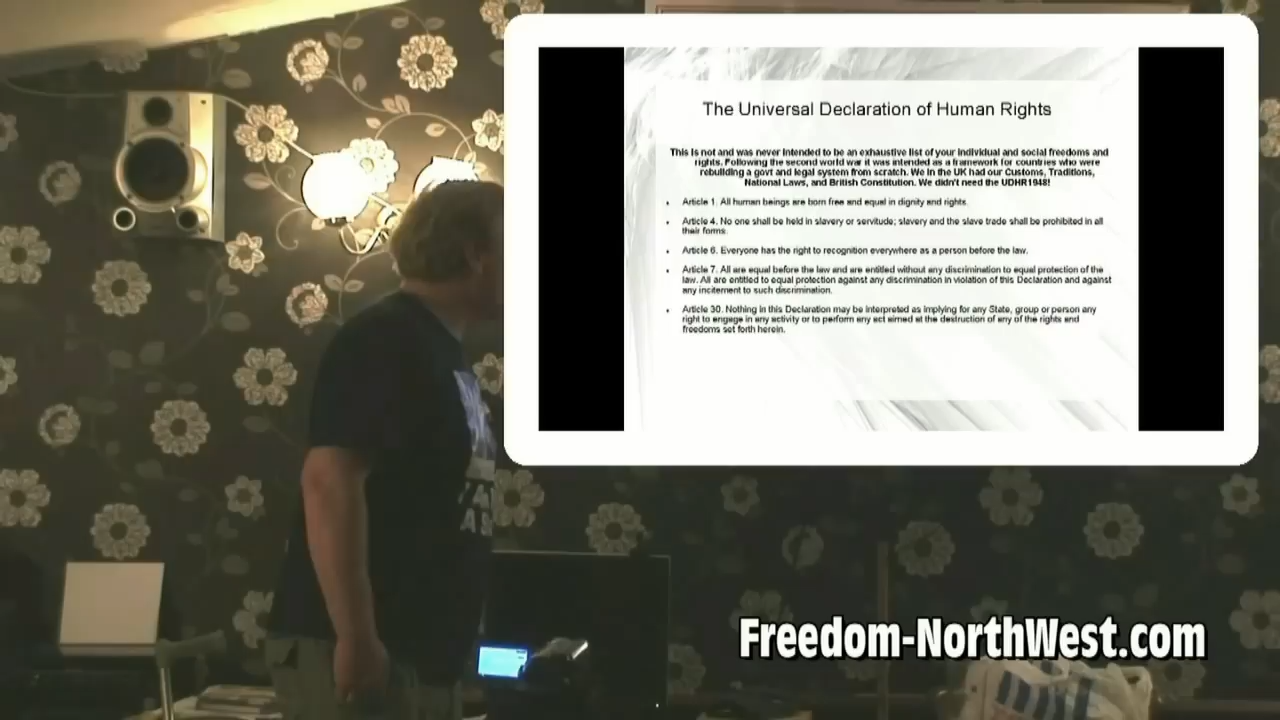 The Universal Declaration of Human Rights
This is not and was never intended to be an exhaustive list of your individual and social freedoms and
rights. Following the second world war it was intended as a framework for countries who were
rebuilding a govt and legal system from scratch. We in the UK had our Customs, Traditions,
National Laws, and British Constitution. We didn't need the UDHR1948!
• Article 1. All human beings are born free and equal in dignity and rights.
• Article 4. No one shall be held in slavery or servitude; slavery and the slave trade shall be prohibited in all
their forms.
• Article 6. Everyone has the right to recognition everywhere as a person before the law.
• Article 7. All are equal before the law and are entitled without any discrimination to equal protection of the
law. All are entitled to equal protection against any discrimination in violation of this Declaration and against
any incitement to such discrimination.
• Article 30. Nothing in this Declaration may be interpreted as implying for any State, group or person any
right to engage in any activity or to perform any act aimed at the destruction of any of the rights and
freedoms set forth herein.
Freedom-NorthWest.com